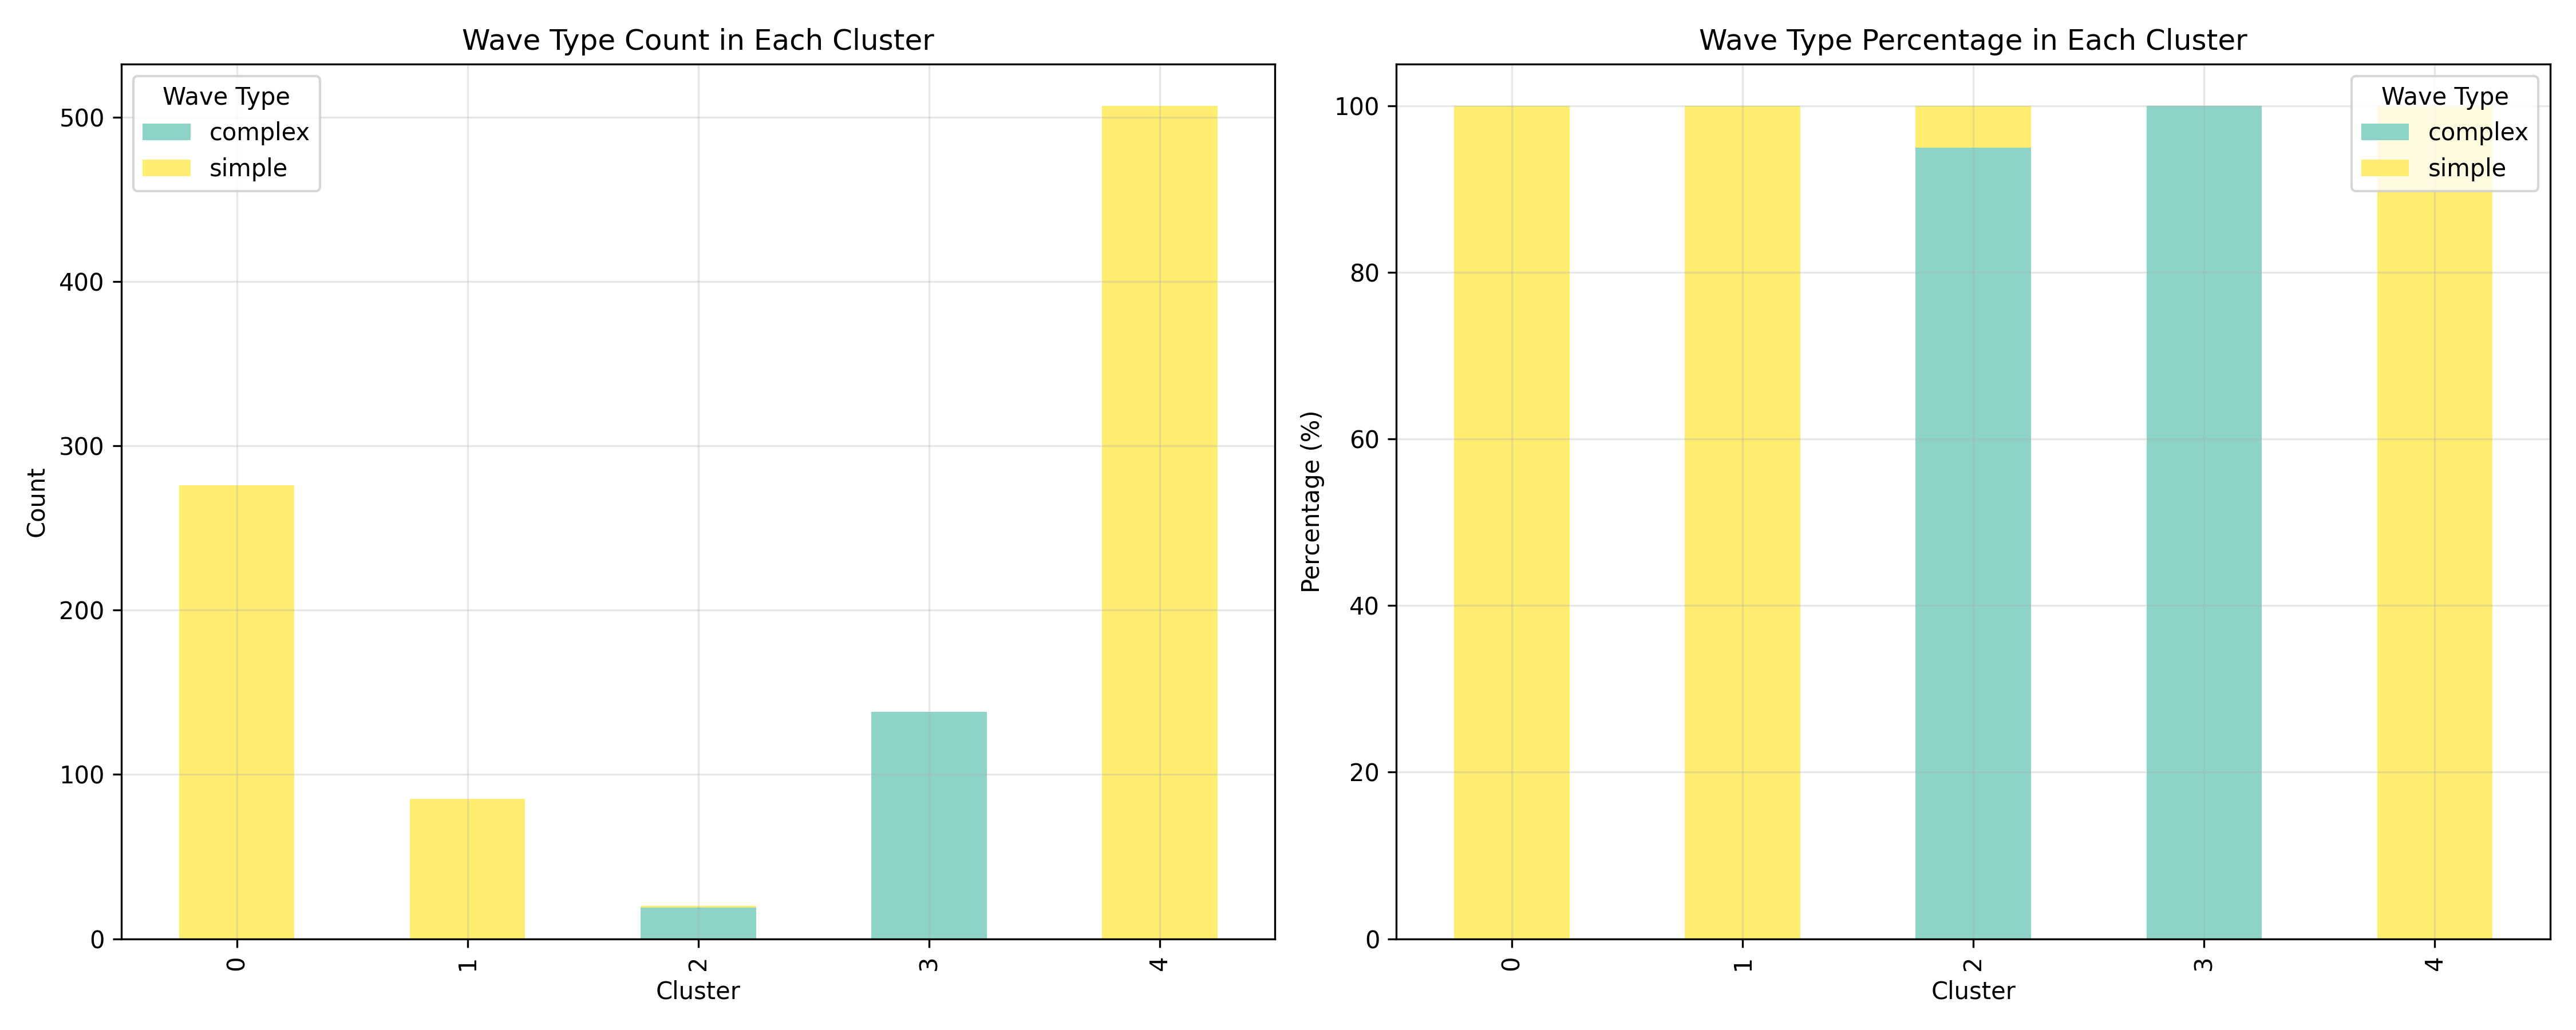 Wave Type Count in Each Cluster
Wave Type
complex
simple
500
400
300
200
100
0
Count
0
1
2
3
4
Cluster
Wave Type Percentage in Each Cluster
Wave Type
complex
simple
100
80
60
40
20
0
Percentage (%)
0
1
2
3
4
Cluster